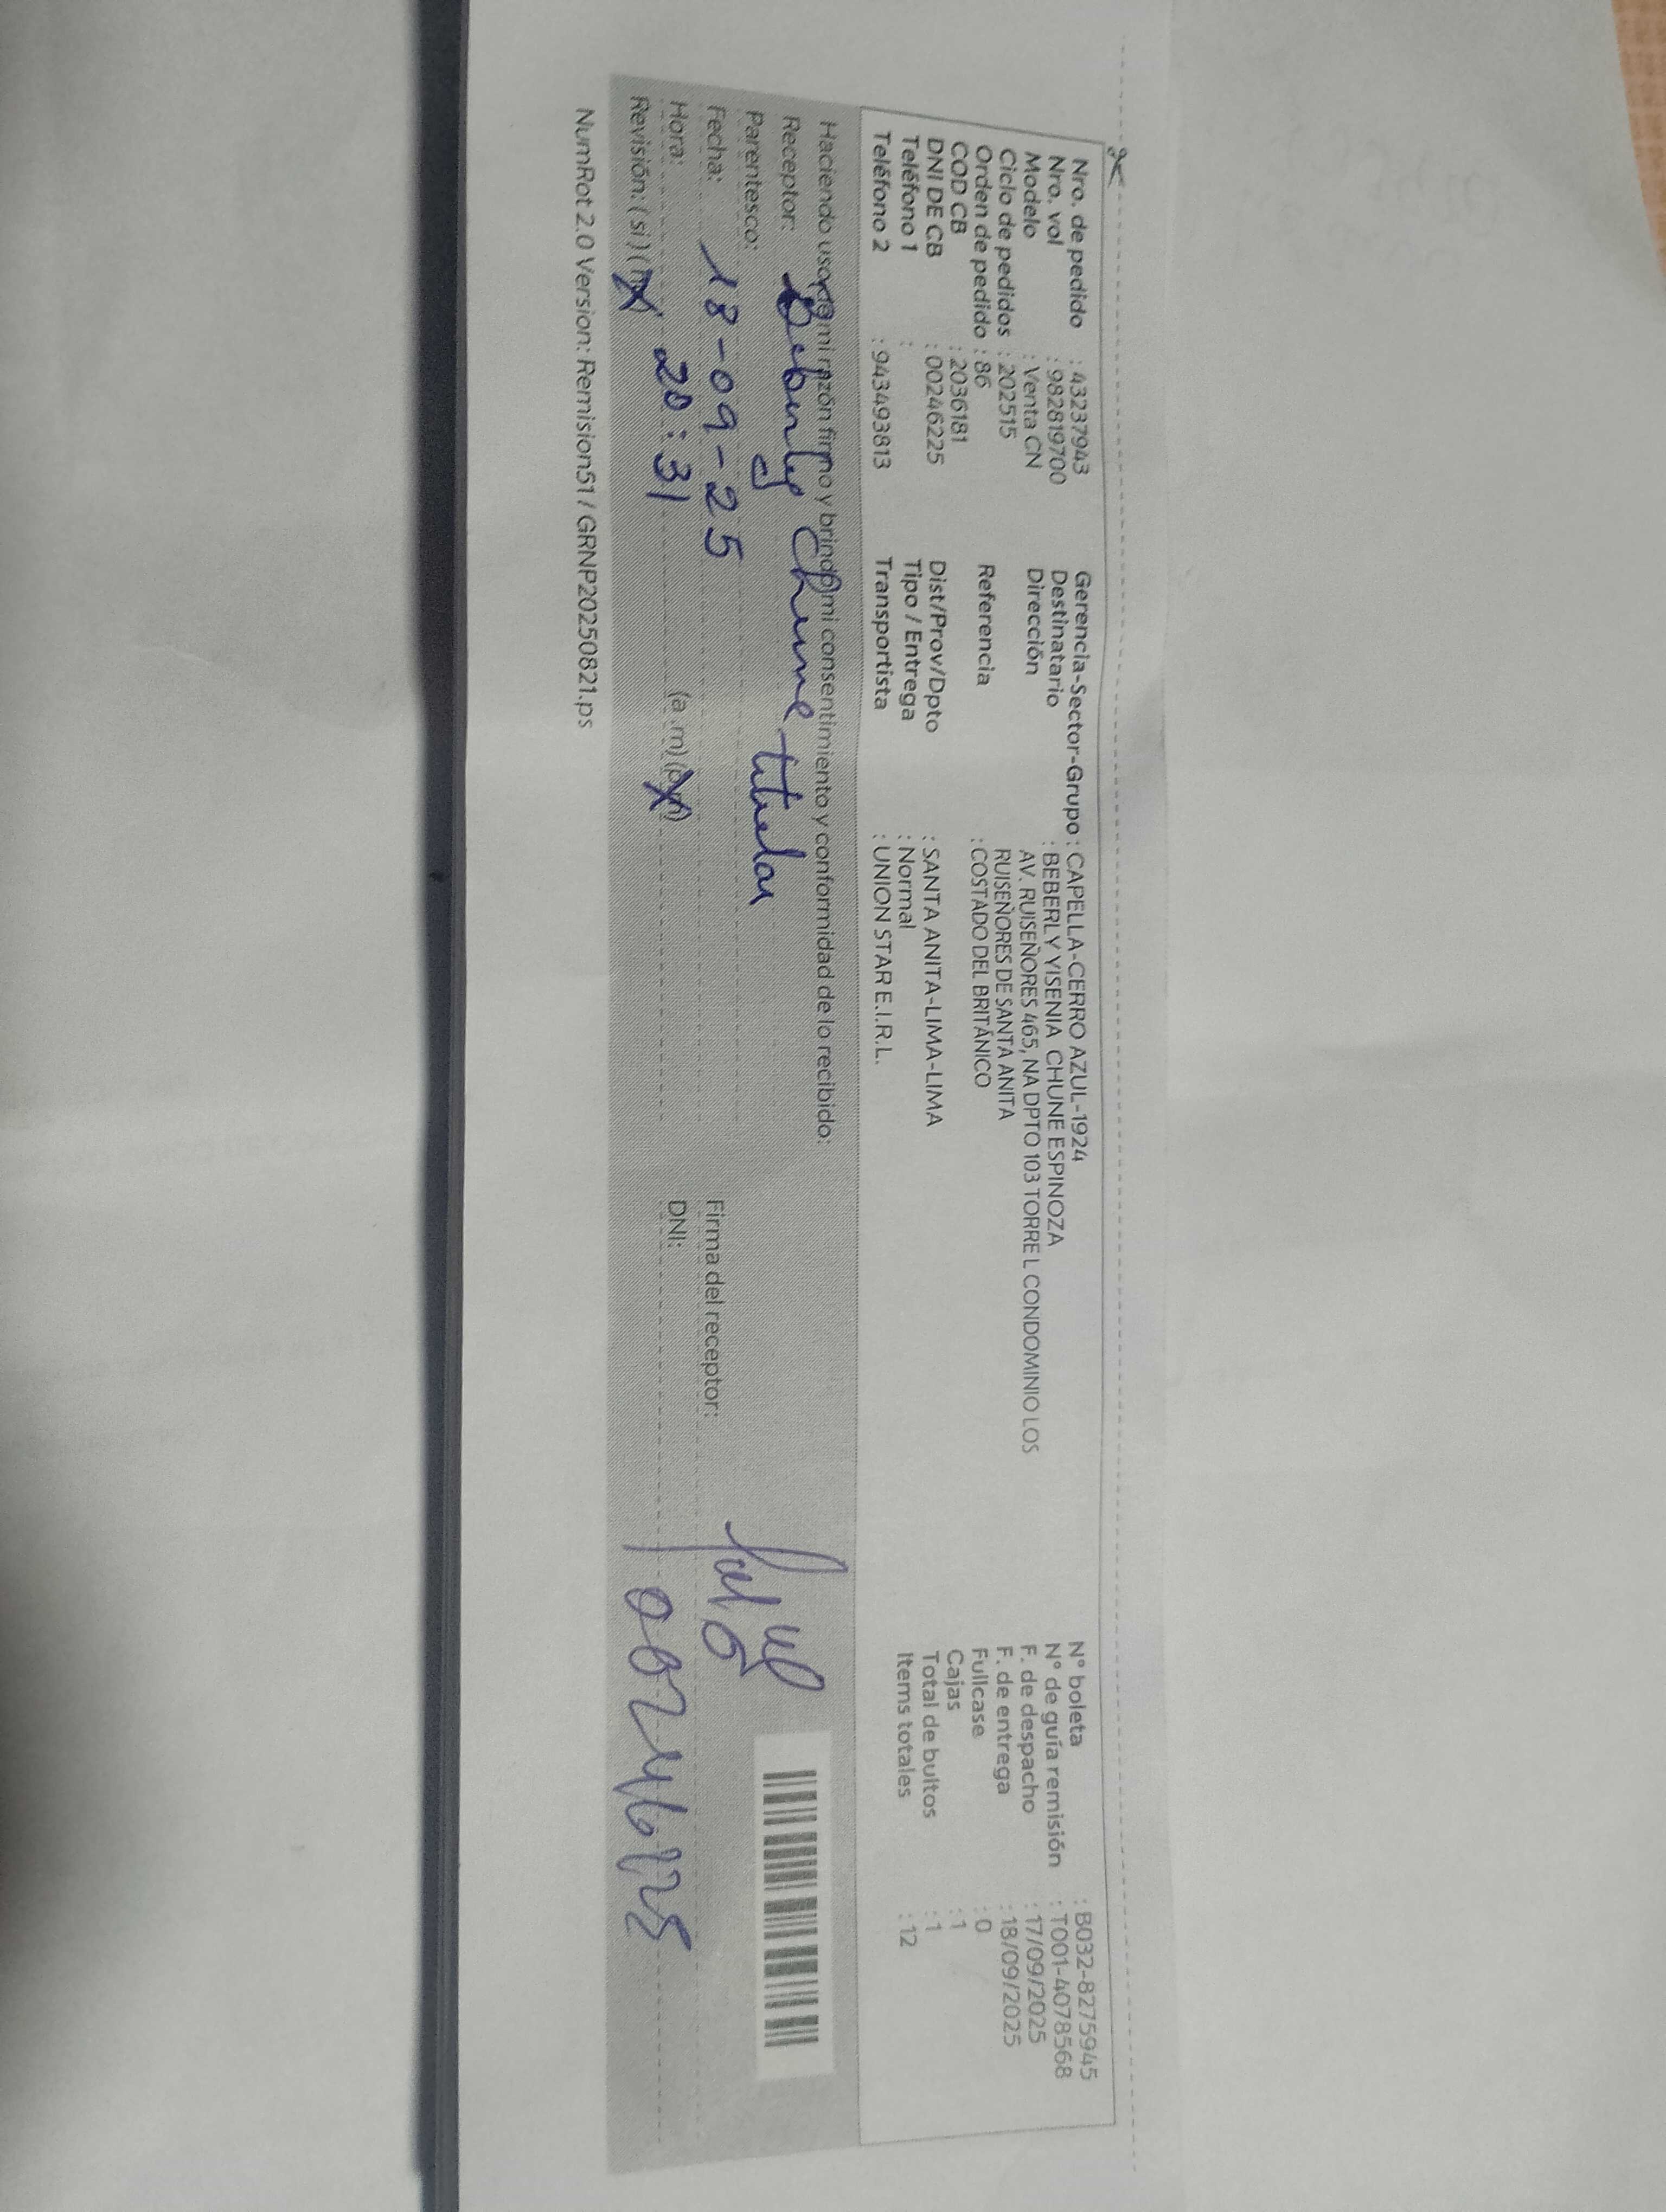 Nro. de pedido : 43237943
Nro. vol : 982819700
Modelo : Venta CN
Ciclo de pedidos : 202515
Orden de pedido : 86
COD CB : 2036181
DNI DE CB : 00246225
Teléfono 1 :
Teléfono 2 : 943493813
Gerencia-Sector-Grupo : CAPELLA-CERRO AZUL-1924
Destinatario : BEBERLY YISENIA CHUNE ESPINOZA
Dirección AV. RUISEÑORES 465, NA DPTO 103 TORRE L CONDOMINIO LOS
RUISEÑORES DE SANTA ANITA
Referencia : COSTADO DEL BRITÁNICO
Dist/Prov/Dpto : SANTA ANITA-LIMA-LIMA
Tipo / Entrega : Normal
Transportista : UNION STAR E.I.R.L.
N° boleta : B032-8275945
N° de guía remisión : T001-4078568
F. de despacho : 17/09/2025
F. de entrega : 18/09/2025
Fullcase : 0
Cajas : 1
Total de bultos : 1
Items totales : 12
Haciendo uso de mi razón firmo y brindo mi consentimiento y conformidad de lo recibido:
Receptor: Beberly Chune
Parentesco: titular
Fecha: 18-09-25
Hora: 20:31 (a.m) (p.m)
Revisión: (si) (no)
Firma del receptor:
DNI: 00246225
NumRot 2.0 Version: Remision51 / GRNP20250821.ps